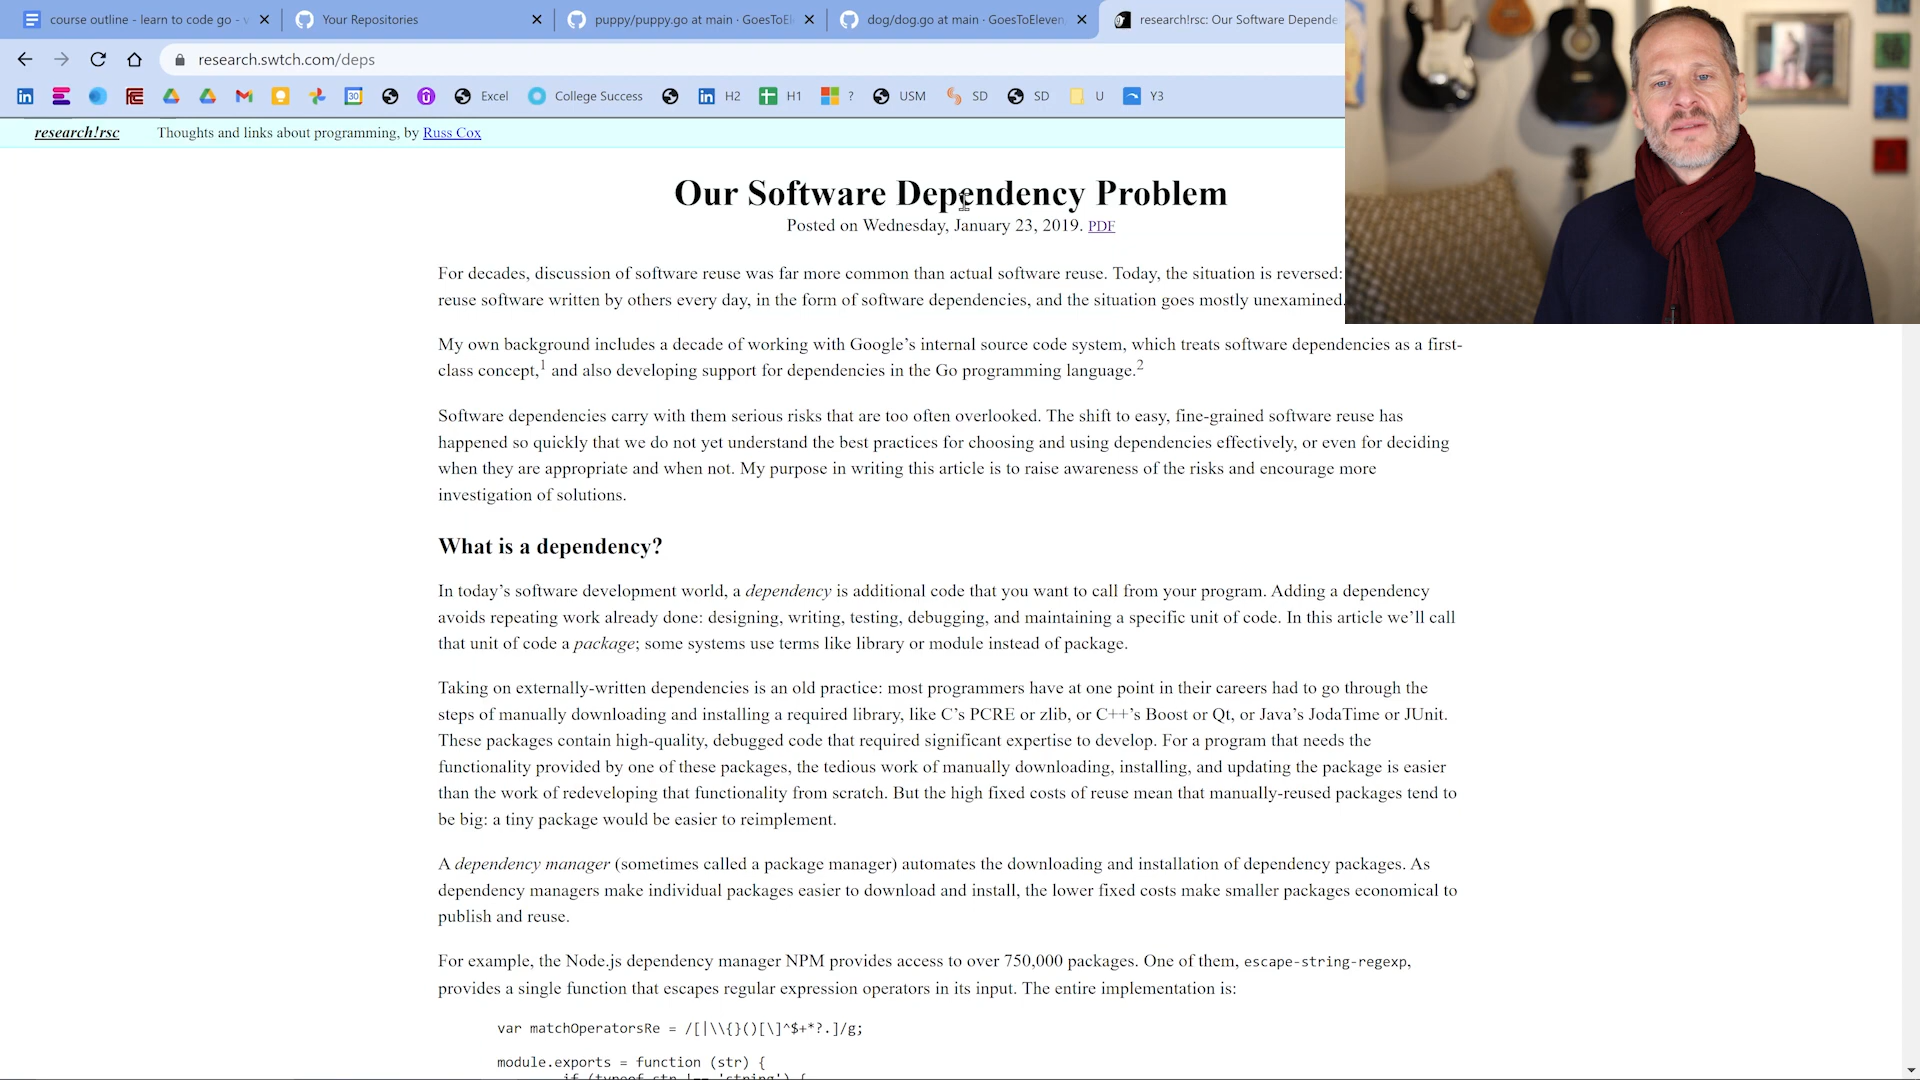 course outline - learn to code go - v
Your Repositories
puppy/puppy.go at main · GoesToEl
dog/dog.go at main · GoesToEleven
research!rsc: Our Software Depende
research.swtch.com/deps
Excel
College Success
H2
H1
?
USM
SD
SD
U
Y3
research!rsc Thoughts and links about programming, by Russ Cox
Our Software Dependency Problem
Posted on Wednesday, January 23, 2019. PDF
For decades, discussion of software reuse was far more common than actual software reuse. Today, the situation is reversed:
reuse software written by others every day, in the form of software dependencies, and the situation goes mostly unexamined.
My own background includes a decade of working with Google’s internal source code system, which treats software dependencies as a first-
class concept,1 and also developing support for dependencies in the Go programming language.2
Software dependencies carry with them serious risks that are too often overlooked. The shift to easy, fine-grained software reuse has
happened so quickly that we do not yet understand the best practices for choosing and using dependencies effectively, or even for deciding
when they are appropriate and when not. My purpose in writing this article is to raise awareness of the risks and encourage more
investigation of solutions.
What is a dependency?
In today’s software development world, a dependency is additional code that you want to call from your program. Adding a dependency
avoids repeating work already done: designing, writing, testing, debugging, and maintaining a specific unit of code. In this article we’ll call
that unit of code a package; some systems use terms like library or module instead of package.
Taking on externally-written dependencies is an old practice: most programmers have at one point in their careers had to go through the
steps of manually downloading and installing a required library, like C’s PCRE or zlib, or C++’s Boost or Qt, or Java’s JodaTime or JUnit.
These packages contain high-quality, debugged code that required significant expertise to develop. For a program that needs the
functionality provided by one of these packages, the tedious work of manually downloading, installing, and updating the package is easier
than the work of redeveloping that functionality from scratch. But the high fixed costs of reuse mean that manually-reused packages tend to
be big: a tiny package would be easier to reimplement.
A dependency manager (sometimes called a package manager) automates the downloading and installation of dependency packages. As
dependency managers make individual packages easier to download and install, the lower fixed costs make smaller packages economical to
publish and reuse.
For example, the Node.js dependency manager NPM provides access to over 750,000 packages. One of them, escape-string-regexp,
provides a single function that escapes regular expression operators in its input. The entire implementation is:
var matchOperatorsRe = /[|\\{}()[\]^$+*?.]/g;
module.exports = function (str) {
if (typeof str !== 'string') {